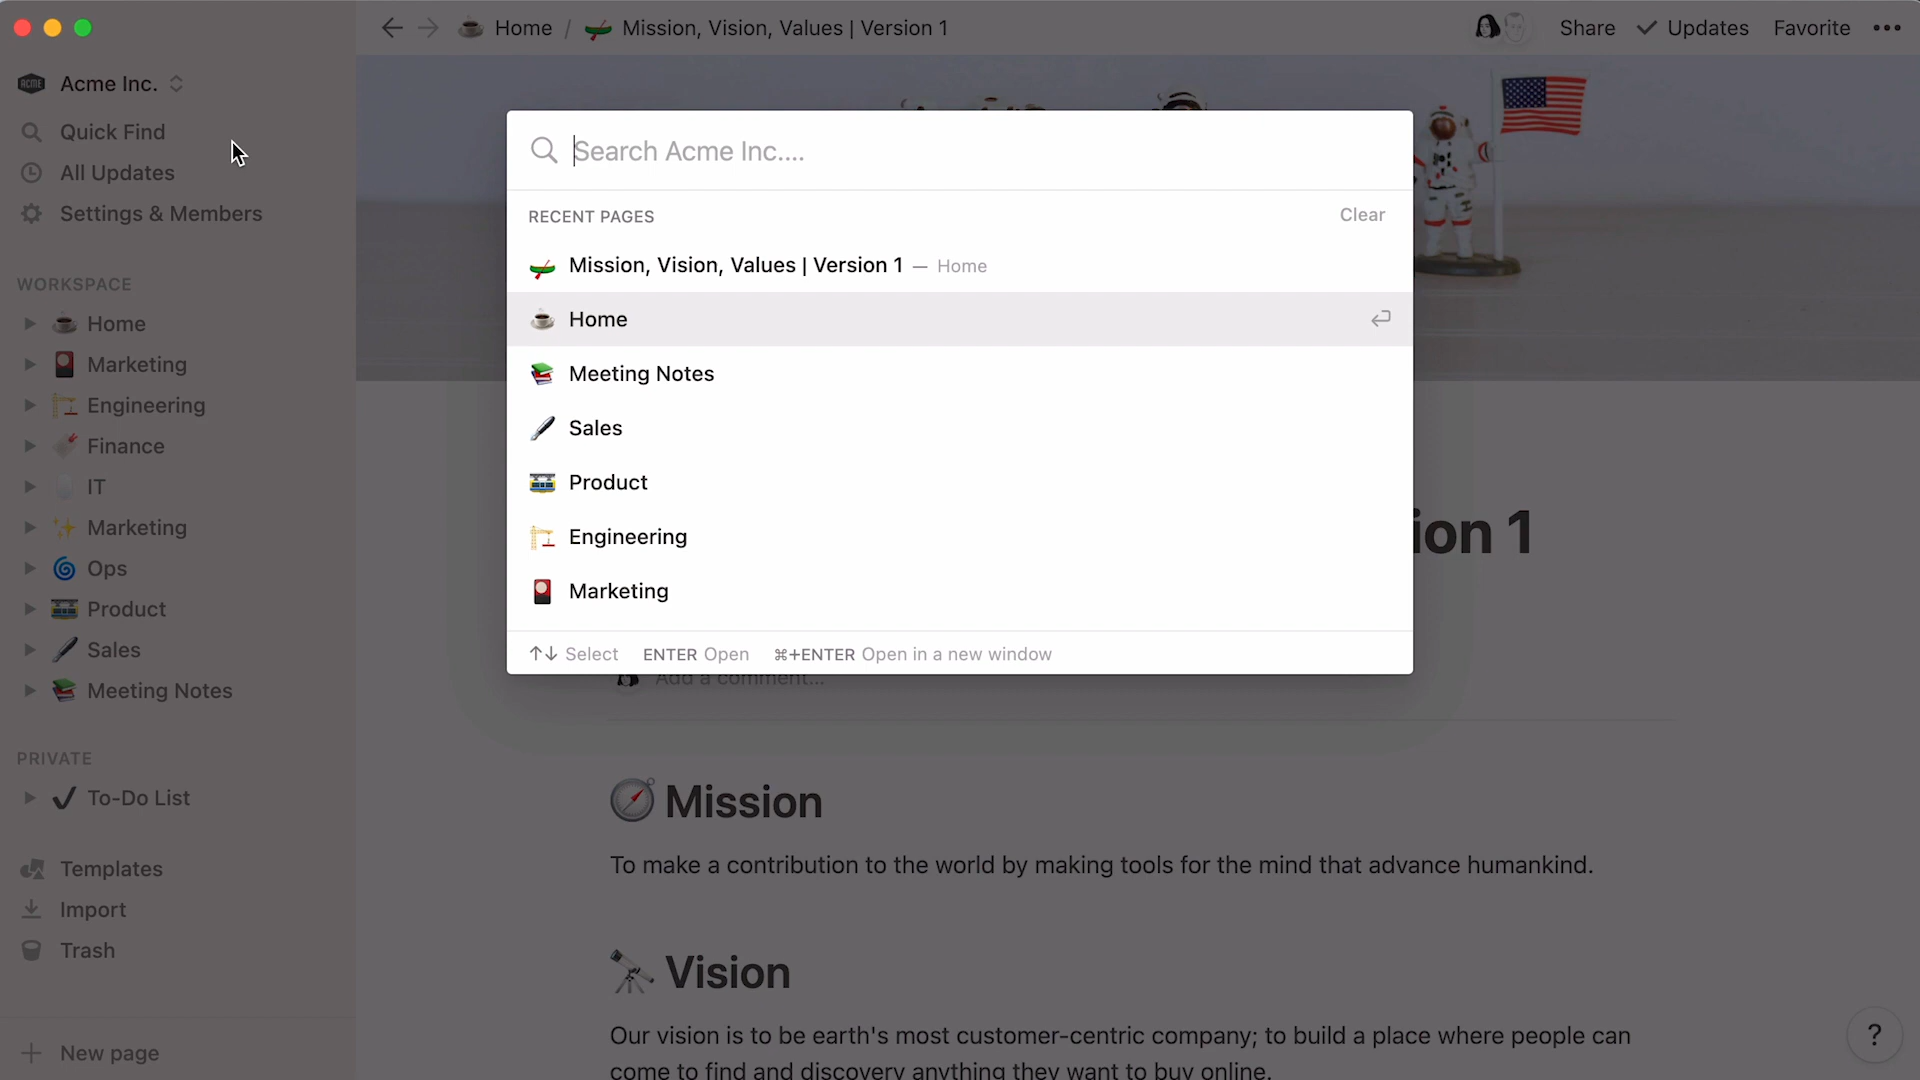 Home / Mission, Vision, Values | Version 1
Share Updates Favorite
ACME Acme Inc.
Quick Find
All Updates
Settings & Members
WORKSPACE
Home
Marketing
Engineering
Finance
IT
Marketing
Ops
Product
Sales
Meeting Notes
PRIVATE
To-Do List
Templates
Import
Trash
New page
Search Acme Inc....
RECENT PAGES Clear
Mission, Vision, Values | Version 1 — Home
Home
Meeting Notes
Sales
Product
Engineering
Marketing
↑↓ Select ENTER Open ⌘+ENTER Open in a new window
ion 1
Add a comment...
Mission
To make a contribution to the world by making tools for the mind that advance humankind.
Vision
Our vision is to be earth's most customer-centric company; to build a place where people can
come to find and discovery anything they want to buy online.
?